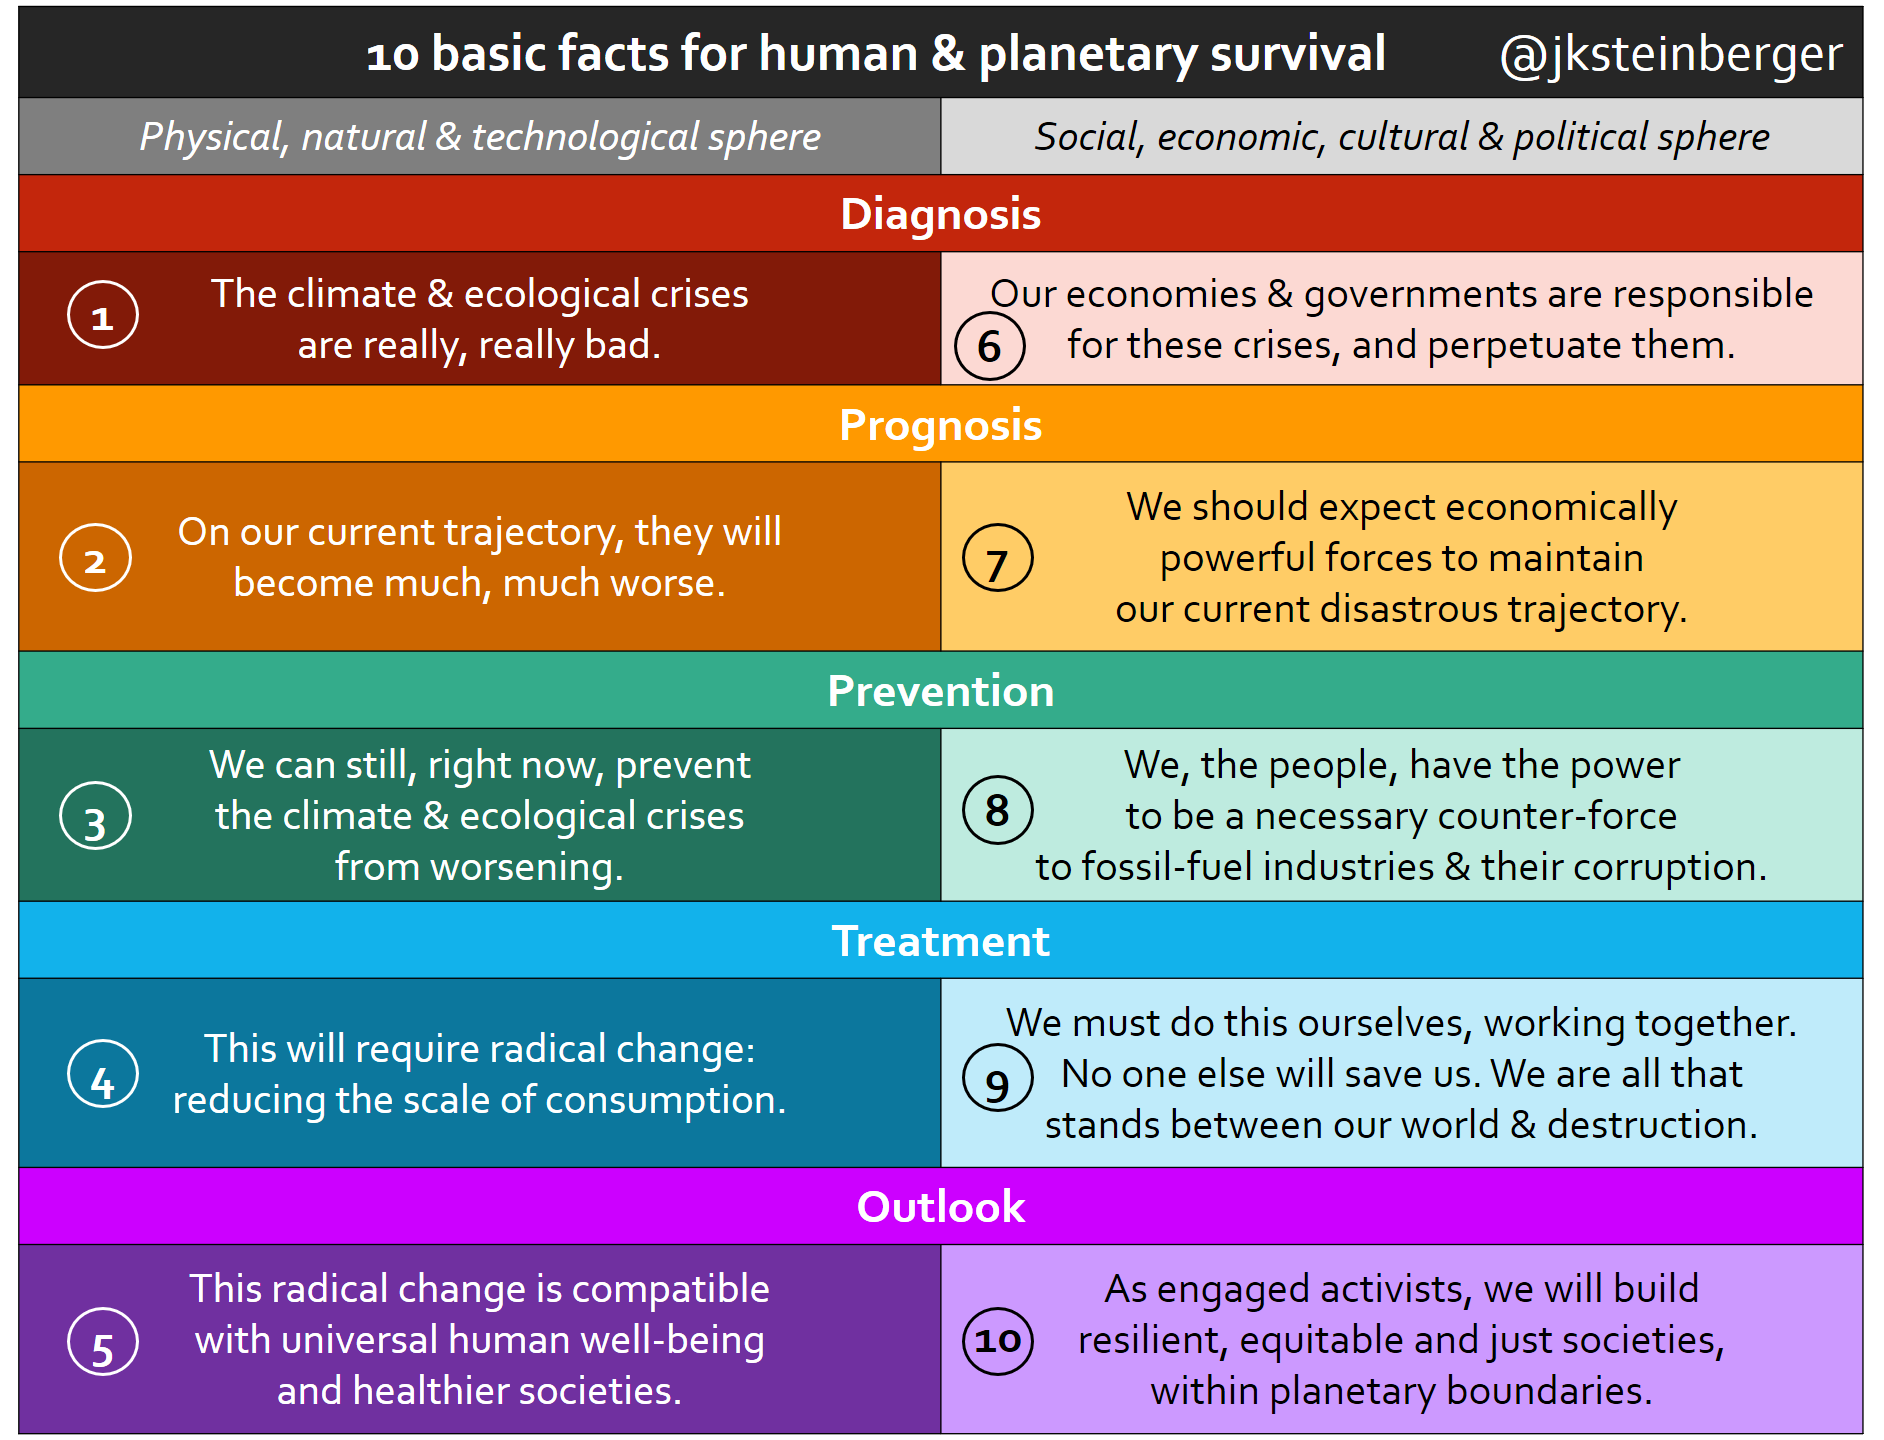 10 basic facts for human & planetary survival @jksteinberger
Physical, natural & technological sphere
Social, economic, cultural & political sphere
Diagnosis
1
The climate & ecological crises
are really, really bad.
6
Our economies & governments are responsible
for these crises, and perpetuate them.
Prognosis
2
On our current trajectory, they will
become much, much worse.
7
We should expect economically
powerful forces to maintain
our current disastrous trajectory.
Prevention
3
We can still, right now, prevent
the climate & ecological crises
from worsening.
8
We, the people, have the power
to be a necessary counter-force
to fossil-fuel industries & their corruption.
Treatment
4
This will require radical change:
reducing the scale of consumption.
9
We must do this ourselves, working together.
No one else will save us. We are all that
stands between our world & destruction.
Outlook
5
This radical change is compatible
with universal human well-being
and healthier societies.
10
As engaged activists, we will build
resilient, equitable and just societies,
within planetary boundaries.